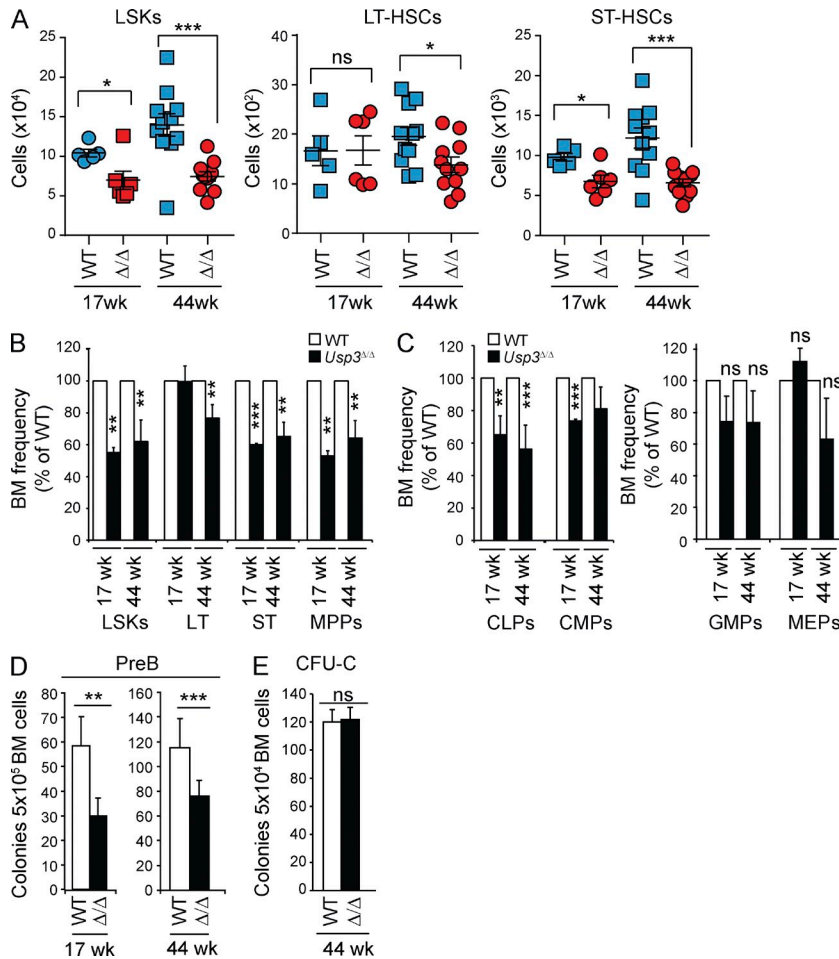 A
LSKs
LT-HSCs
ST-HSCs
Cells (x10⁴)
25
20
15
10
5
0
*
***
WT
Δ/Δ
WT
Δ/Δ
17wk
44wk
Cells (x10²)
40
30
20
10
0
ns
*
WT
Δ/Δ
WT
Δ/Δ
17wk
44wk
Cells (x10³)
25
20
15
10
5
0
*
***
WT
Δ/Δ
WT
Δ/Δ
17wk
44wk
B
WT
Usp3Δ/Δ
BM frequency
(% of WT)
120
100
80
60
40
20
0
**
**
**
***
**
**
**
17 wk
44 wk
17 wk
44 wk
17 wk
44 wk
17 wk
44 wk
LSKs
LT
ST
MPPs
C
WT
Usp3Δ/Δ
BM frequency
(% of WT)
120
100
80
60
40
20
0
**
***
***
17 wk
44 wk
17 wk
44 wk
CLPs
CMPs
BM frequency
(% of WT)
120
100
80
60
40
20
0
ns
ns
ns
ns
17 wk
44 wk
17 wk
44 wk
GMPs
MEPs
D
PreB
Colonies 5x10⁵ BM cells
80
70
60
50
40
30
20
10
0
**
WT
Δ/Δ
17 wk
160
140
120
100
80
60
40
20
0
***
WT
Δ/Δ
44 wk
E
CFU-C
Colonies 5x10⁴ BM cells
140
120
100
80
60
40
20
0
ns
WT
Δ/Δ
44 wk